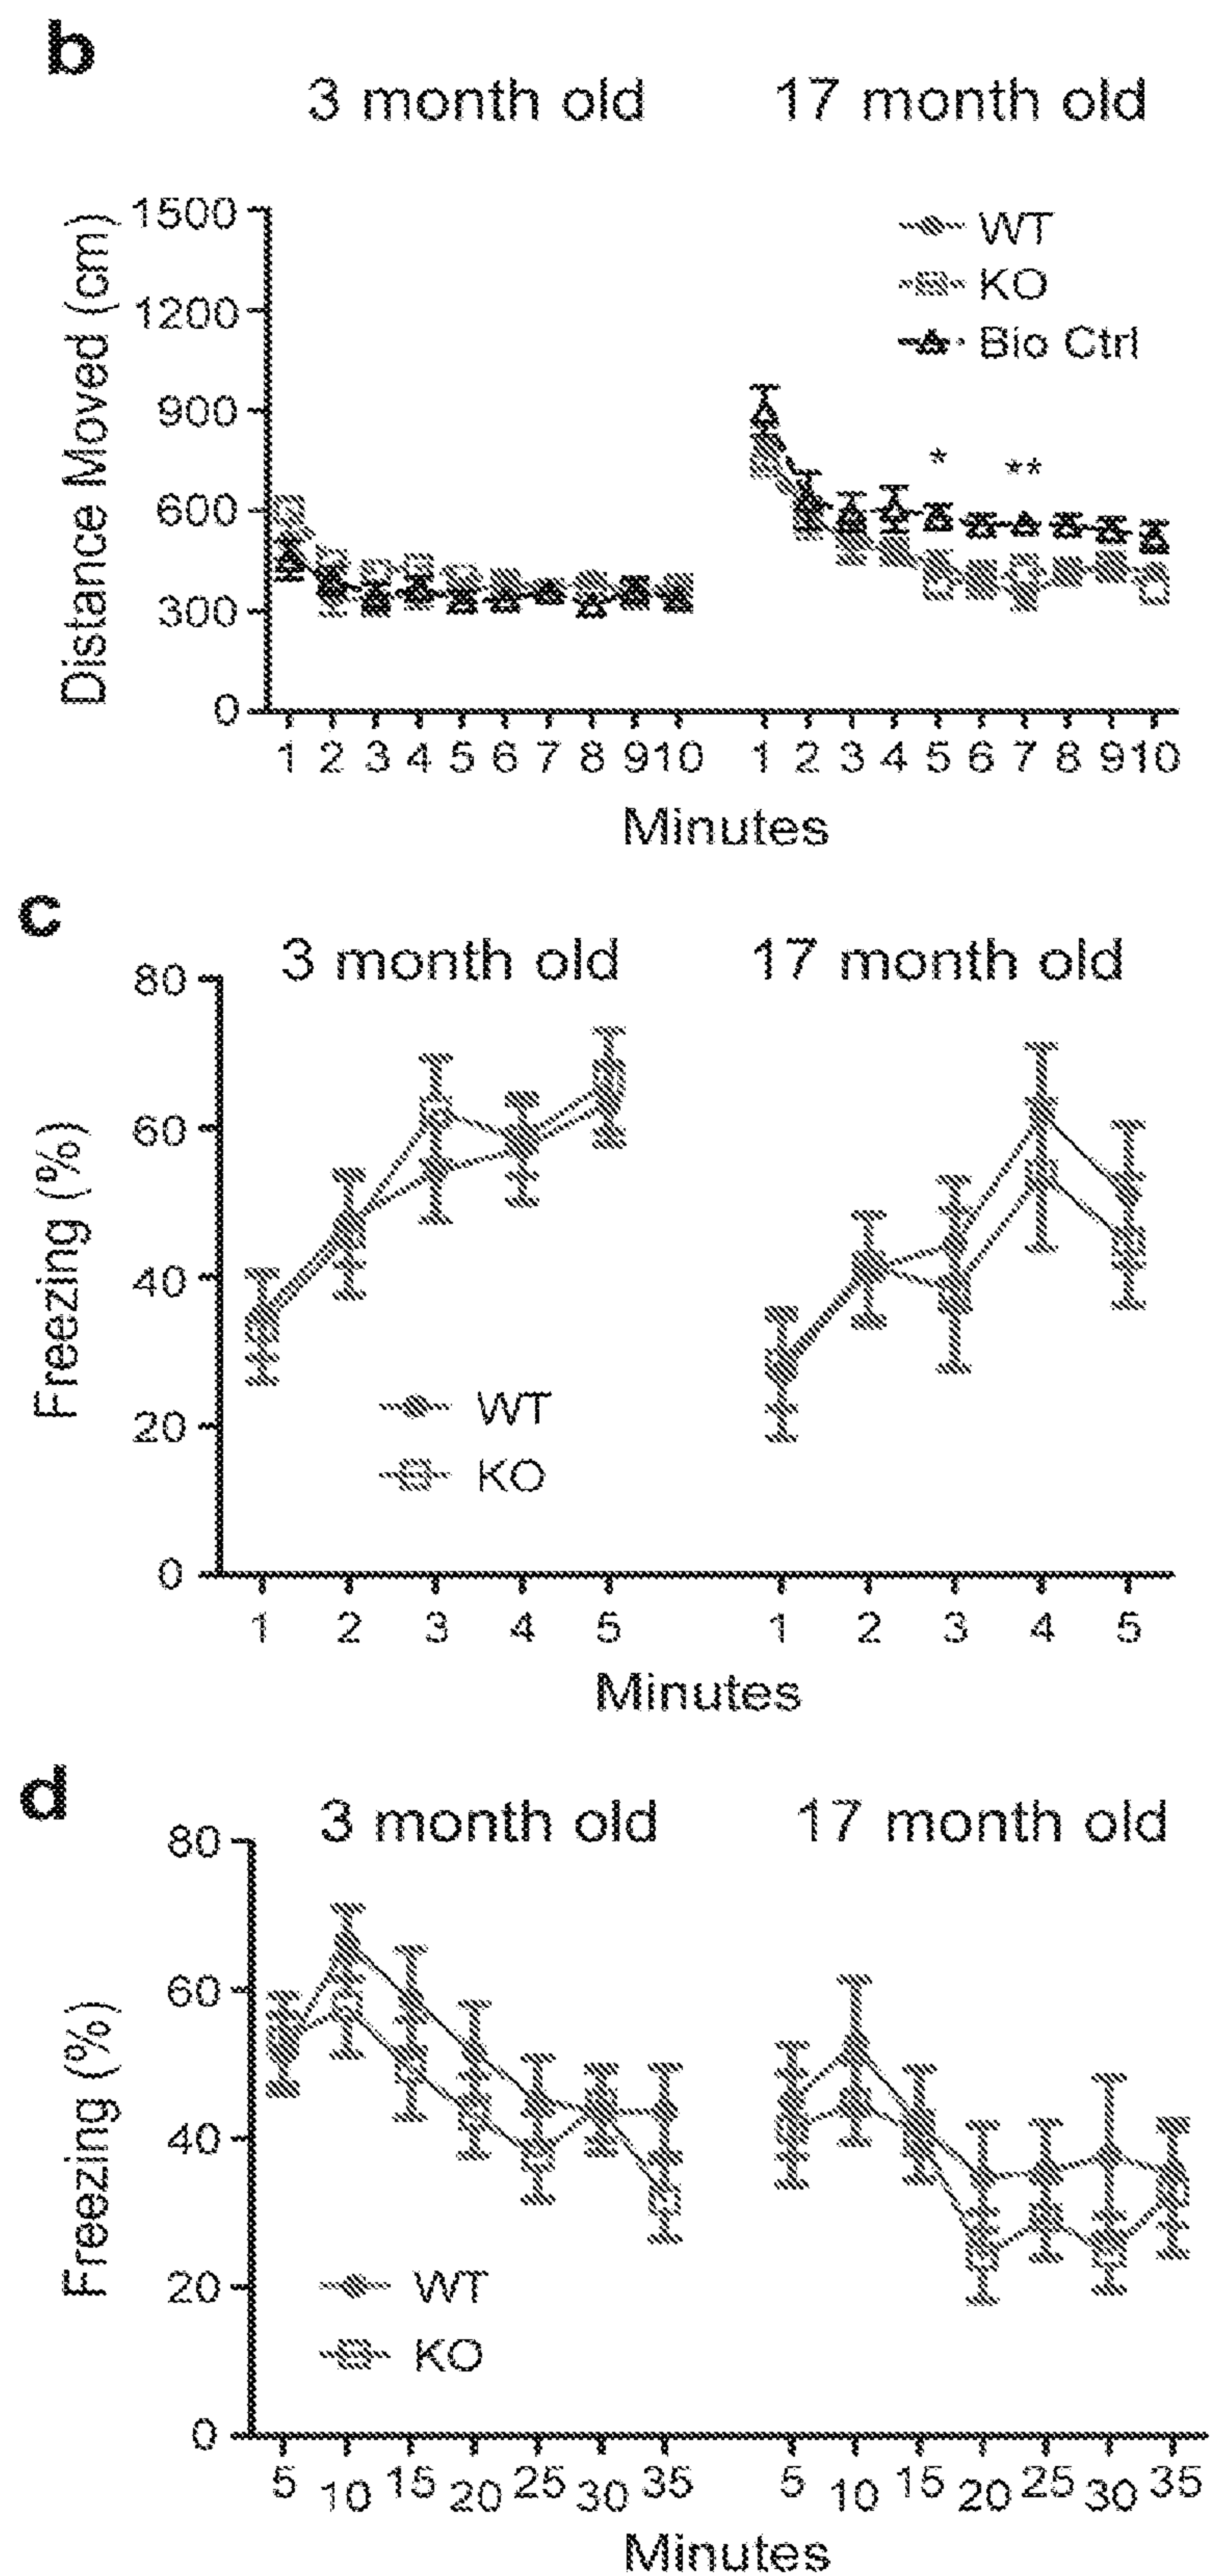 b
3 month old 17 month old
Distance Moved (cm)
1500
1200
900
600
300
0
WT
KO
Bio Ctrl
* **
1 2 3 4 5 6 7 8 9 10 1 2 3 4 5 6 7 8 9 10
Minutes
c
3 month old 17 month old
Freezing (%)
80
60
40
20
0
WT
KO
1 2 3 4 5 1 2 3 4 5
Minutes
d
3 month old 17 month old
Freezing (%)
80
60
40
20
0
WT
KO
5 10 15 20 25 30 35 5 10 15 20 25 30 35
Minutes